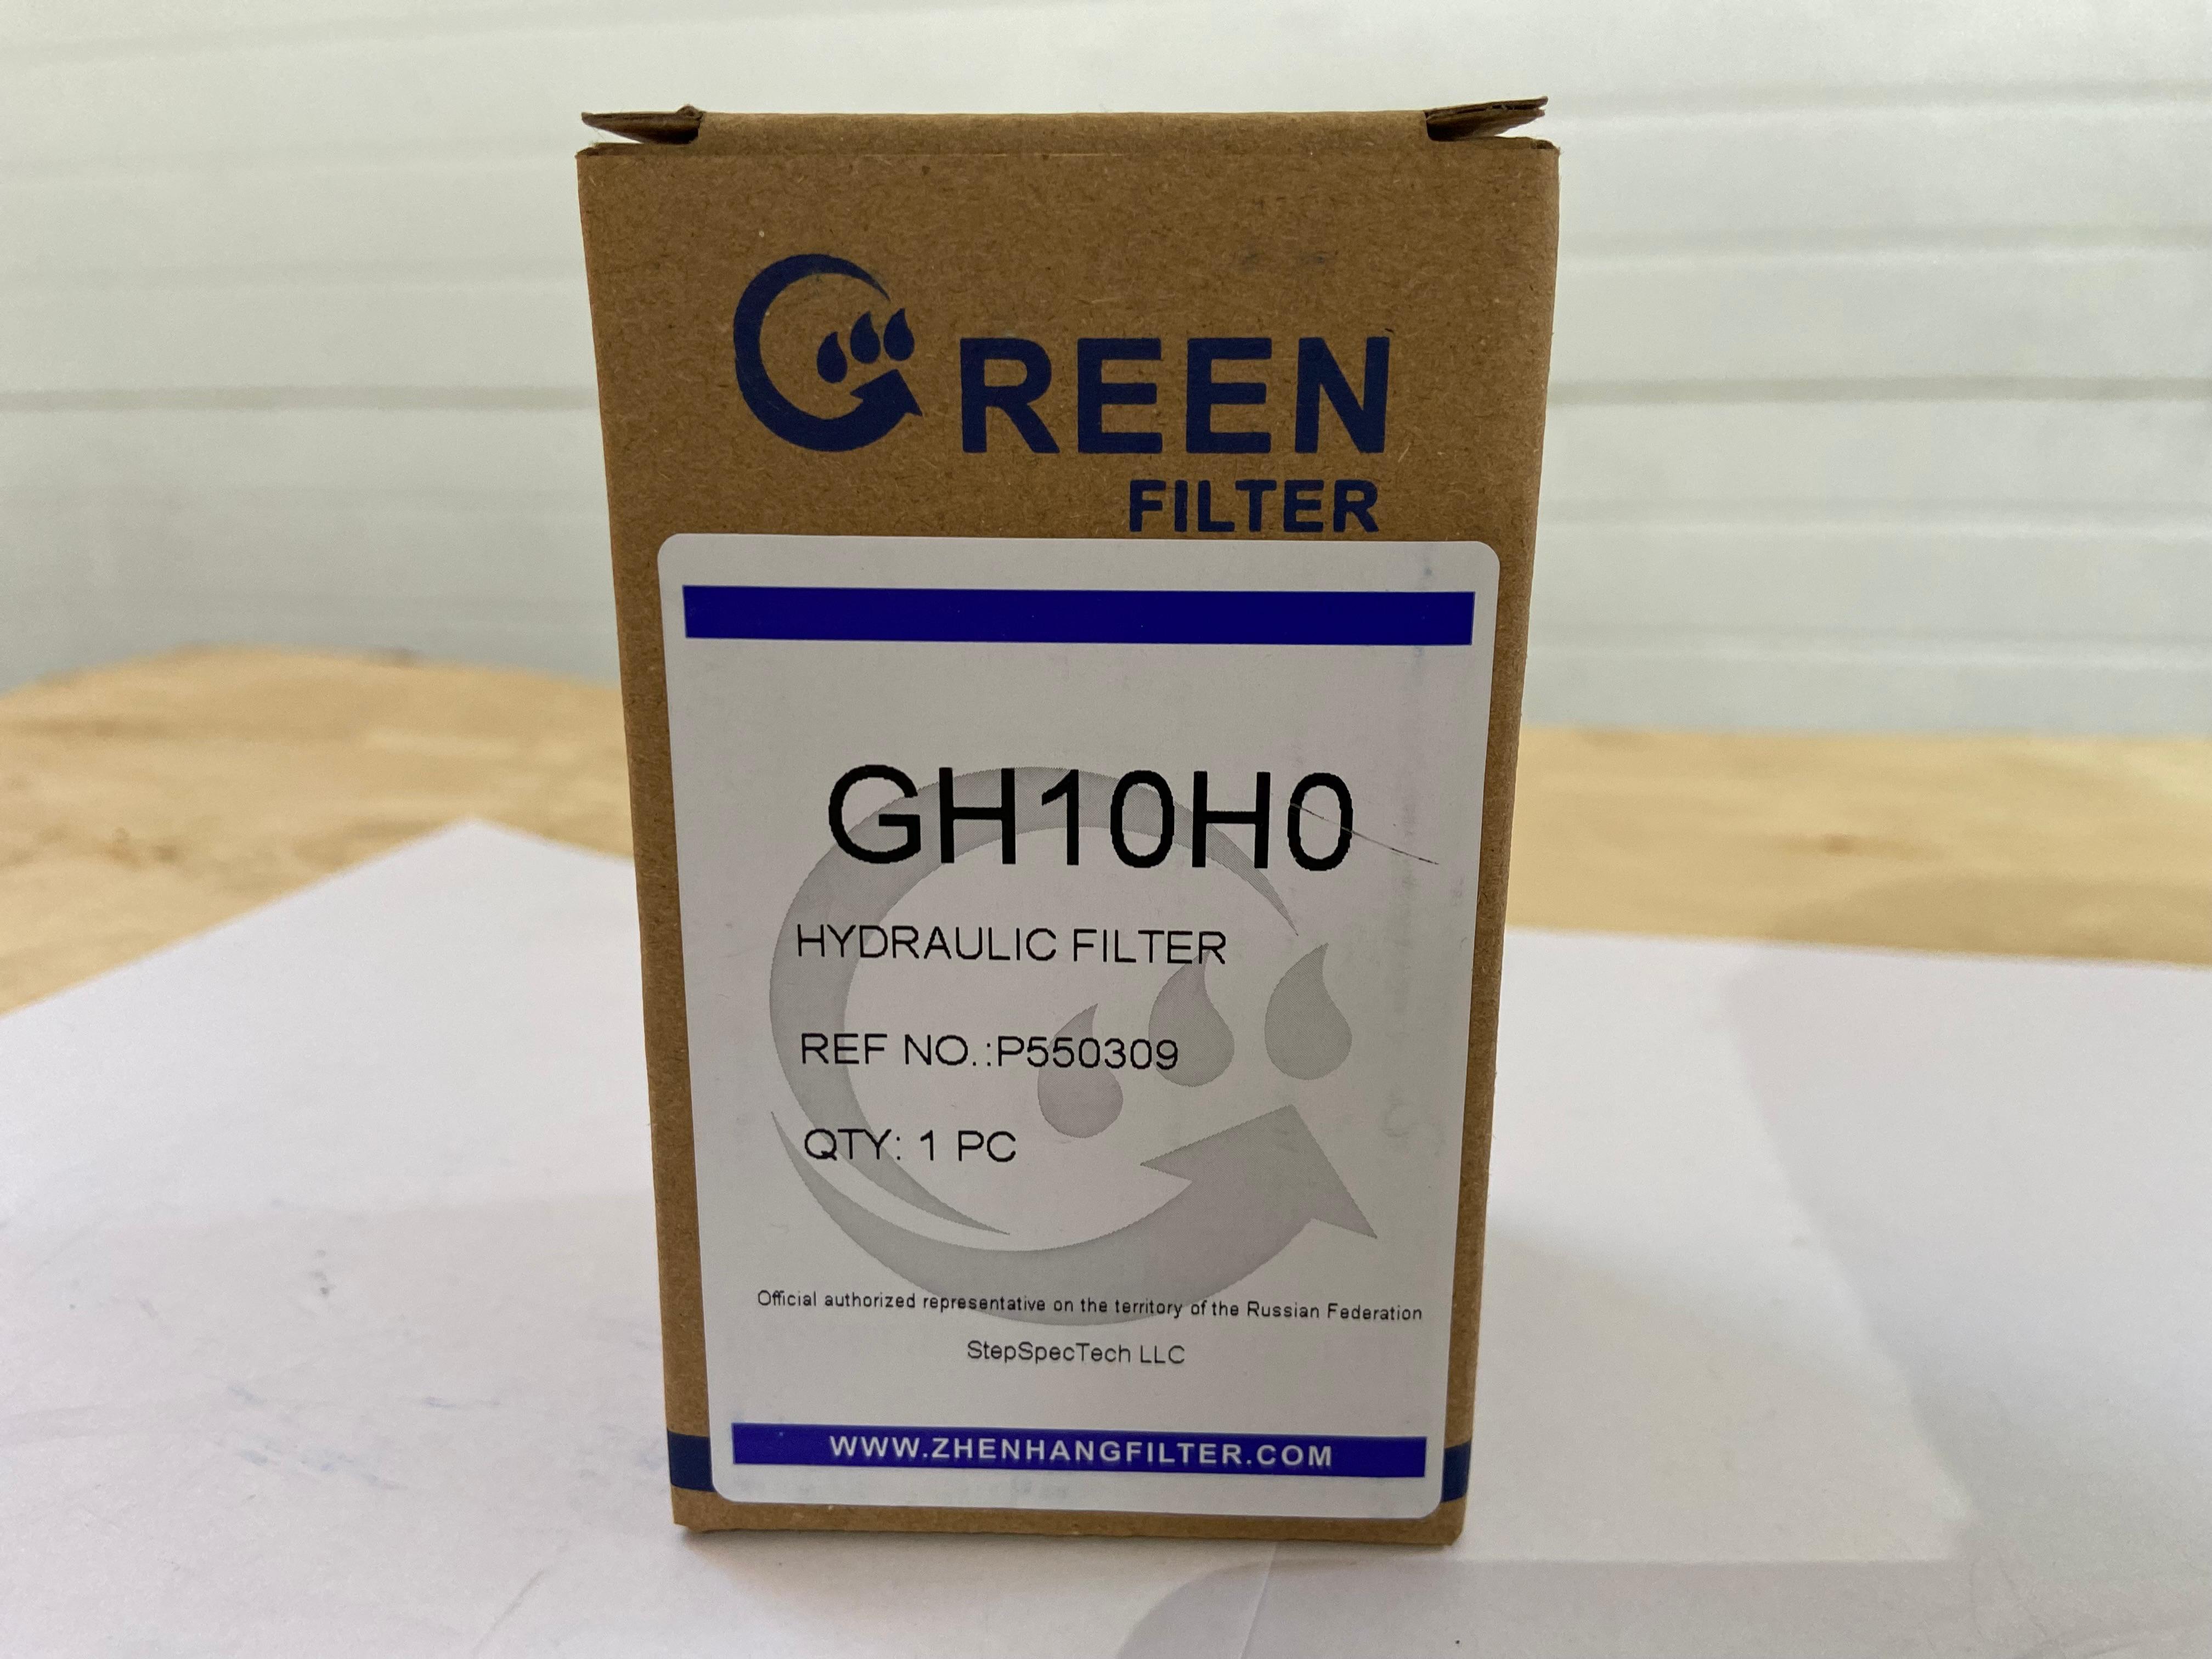 GREEN
FILTER
GH10H0
HYDRAULIC FILTER
REF NO.:P550309
QTY: 1 PC
Official authorized representative on the territory of the Russian Federation
StepSpecTech LLC
WWW.ZHENHANGFILTER.COM